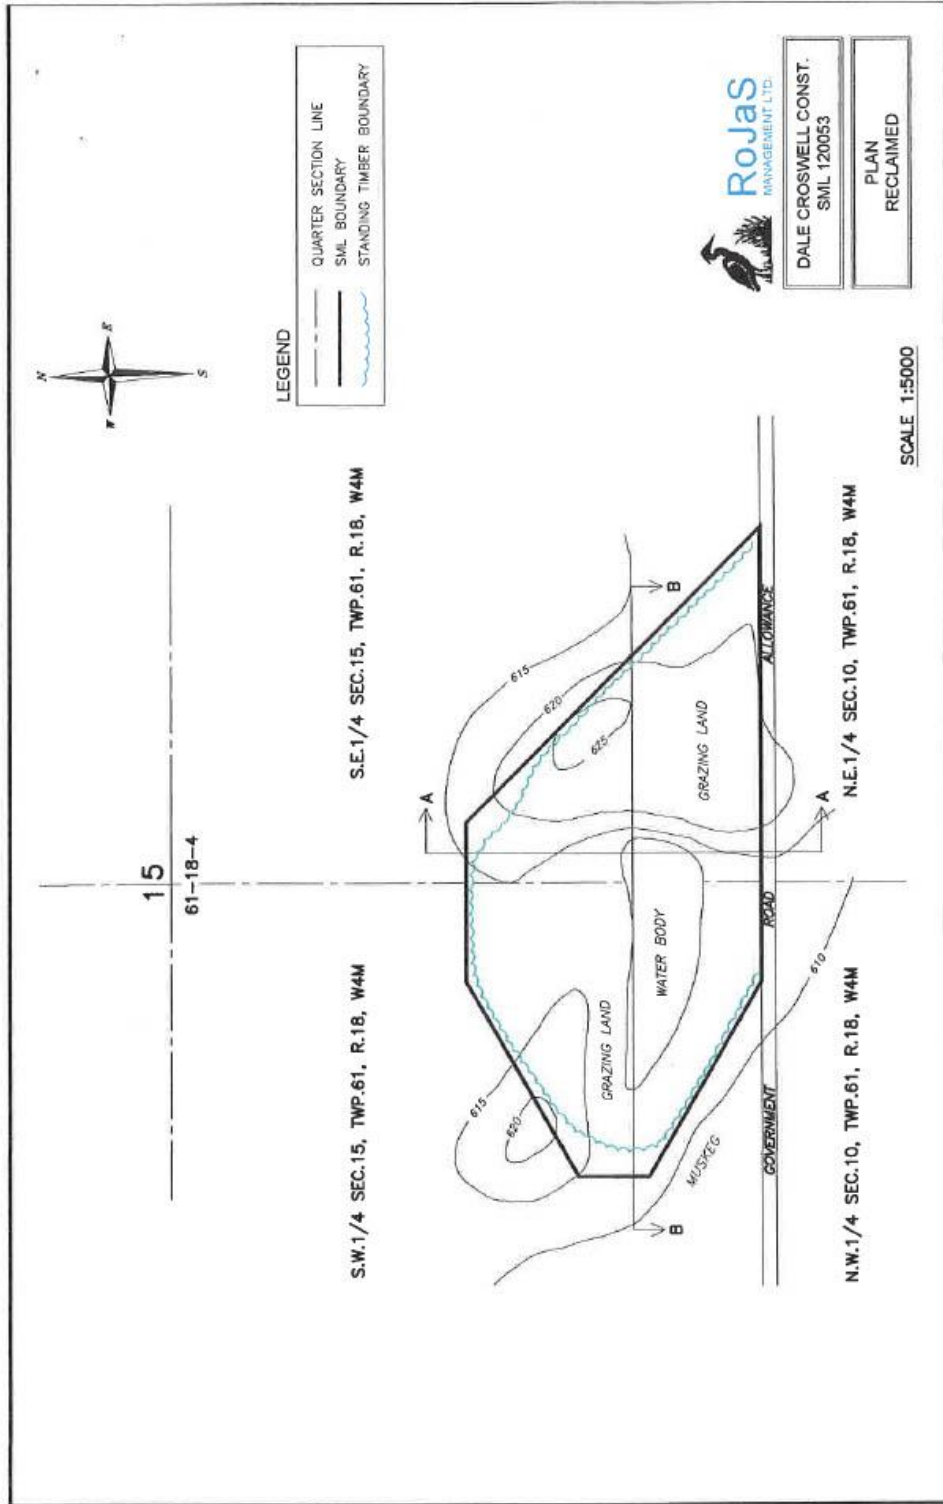 N
W
E
S
15
61-18-4
LEGEND
QUARTER SECTION LINE
SML BOUNDARY
STANDING TIMBER BOUNDARY
S.W.1/4 SEC.15, TWP.61, R.18, W4M
S.E.1/4 SEC.15, TWP.61, R.18, W4M
A
615
620
615
620
625
GRAZING LAND
WATER BODY
B
B
GRAZING LAND
MUSKEG
GOVERNMENT ROAD ALLOWANCE
610
A
N.W.1/4 SEC.10, TWP.61, R.18, W4M
N.E.1/4 SEC.10, TWP.61, R.18, W4M
SCALE 1:5000
RoJaS
MANAGEMENT LTD.
DALE CROSWELL CONST.
SML 120053
PLAN
RECLAIMED